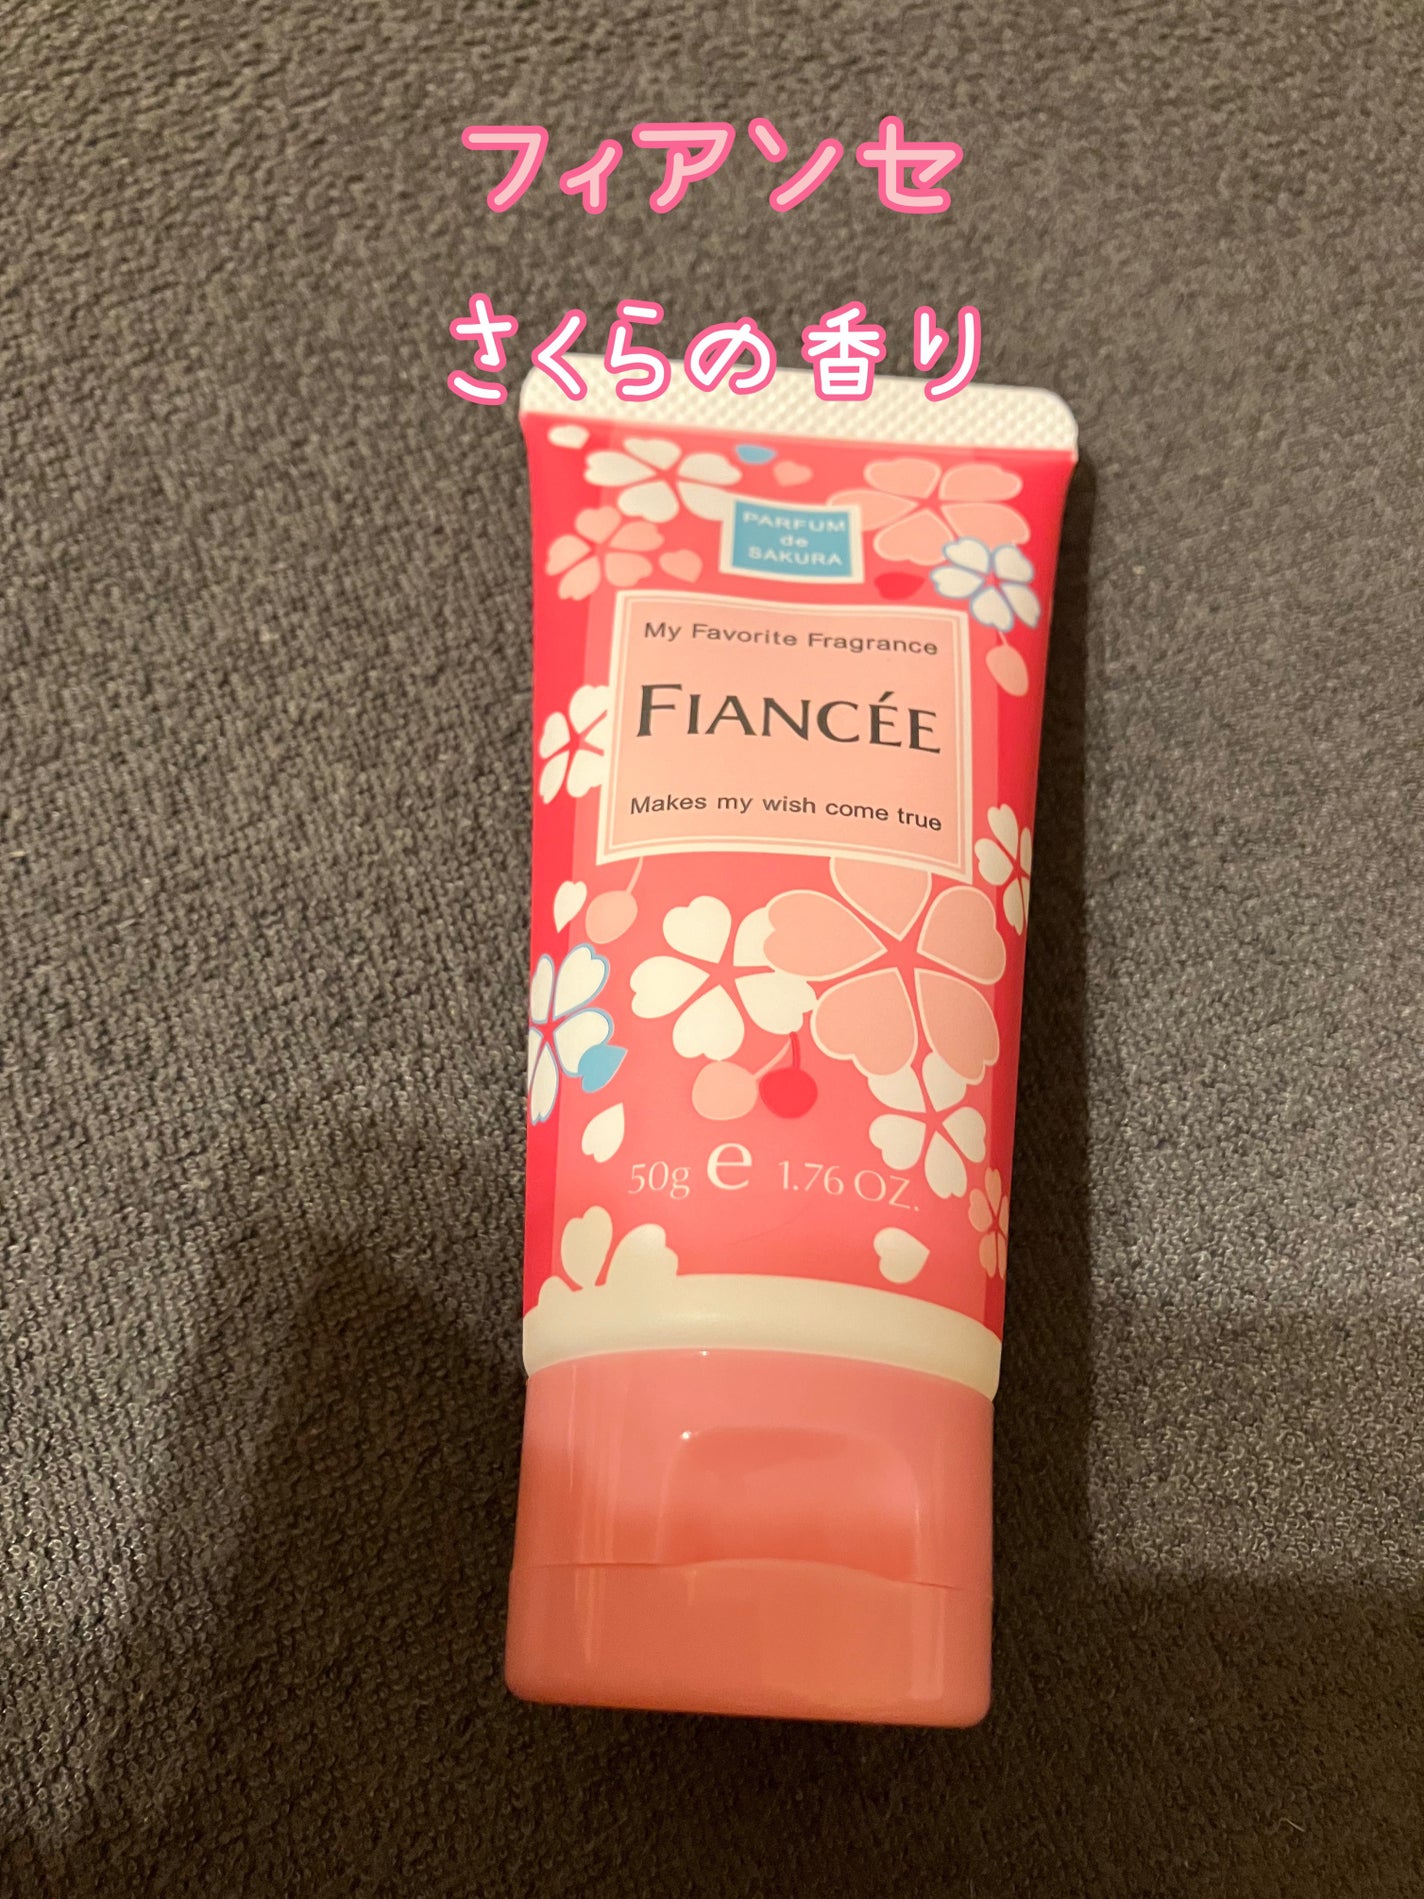 フィアンセ
さくらの香り
PARFUM
de
SAKURA
My Favorite Fragrance
FIANCÉE
Makes my wish come true
50g e 1.76 OZ.